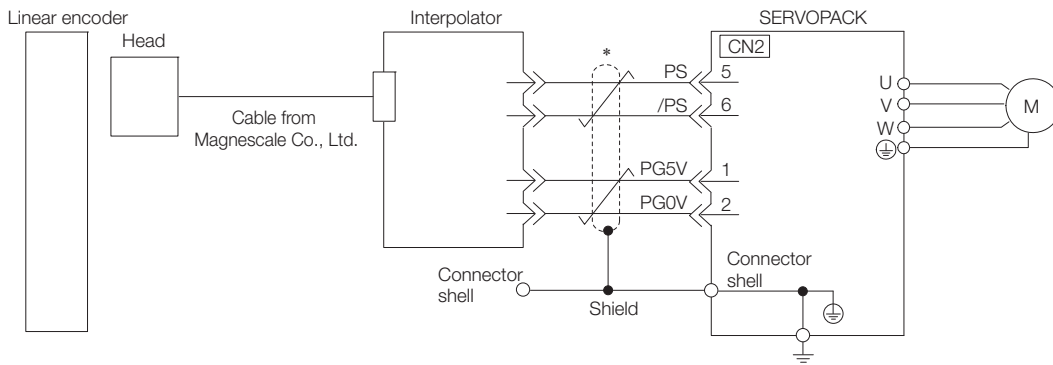 Linear encoder
Head
Cable from
Magnescale Co., Ltd.
Interpolator
*
SERVOPACK
CN2
PS 5
/PS 6
PG5V 1
PG0V 2
Connector
shell
Shield
Connector
shell
U
V
W
M